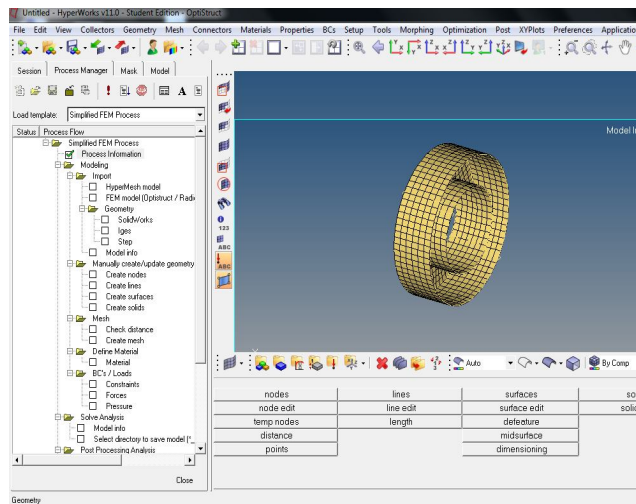 Untitled - HyperWorks v11.0 - Student Edition - OptiStruct
File Edit View Collectors Geometry Mesh Connectors Materials Properties BCs Setup Tools Morphing Optimization Post XYPlots Preferences Applicatio
Session Process Manager Mask Model
Load template: Simplified FEM Process
Status Process Flow
Simplified FEM Process
Process Information
Modeling
Import
HyperMesh model
FEM model (Optistruct / Radi
Geometry
SolidWorks
Iges
Step
Model info
Manually create/update geometry
Create nodes
Create lines
Create surfaces
Create solids
Mesh
Check distance
Create mesh
Define Material
Material
BC's / Loads
Constraints
Forces
Pressure
Solve Analysis
Model info
Select directory to save model (*_
Post Processing Analysis
Close
Geometry
123
ABC
ABC
Model In
Auto By Comp
nodes lines surfaces so
node edit line edit surface edit solid
temp nodes length defeature
distance midsurface
points dimensioning